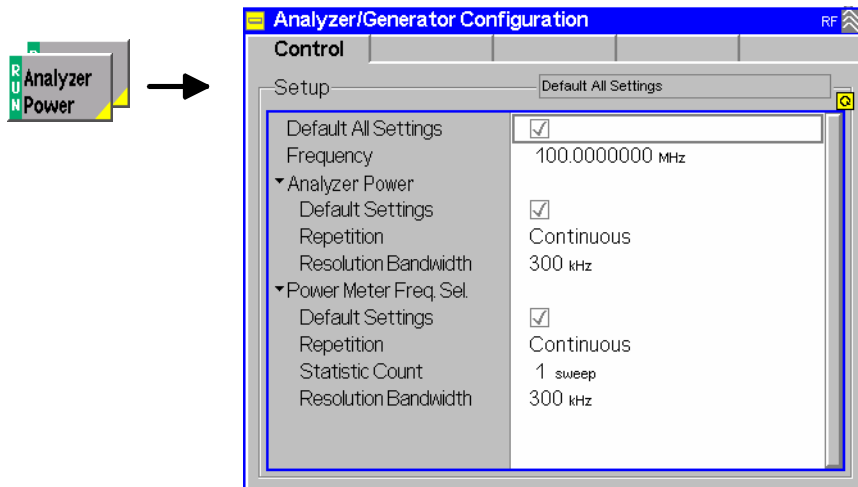 Analyzer/Generator Configuration
RF
Control
RUN
Analyzer
Power
Setup
Default All Settings
Default All Settings
Frequency 100.0000000 MHz
Analyzer Power
Default Settings
Repetition Continuous
Resolution Bandwidth 300 kHz
Power Meter Freq. Sel.
Default Settings
Repetition Continuous
Statistic Count 1 sweep
Resolution Bandwidth 300 kHz